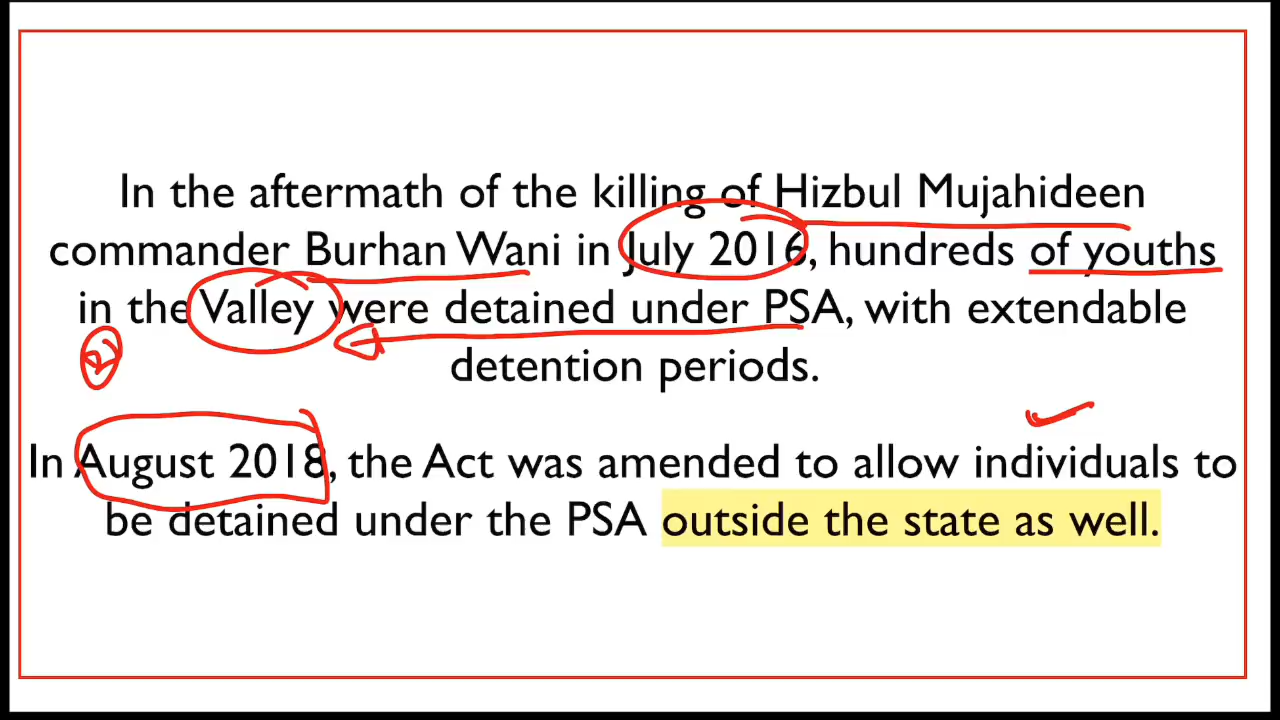 In the aftermath of the killing of Hizbul Mujahideen
commander Burhan Wani in July 2016, hundreds of youths
in the Valley were detained under PSA, with extendable
detention periods.
In August 2018, the Act was amended to allow individuals to
be detained under the PSA outside the state as well.